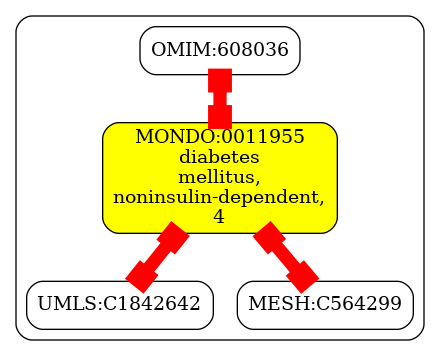 OMIM:608036
MONDO:0011955
diabetes
mellitus,
noninsulin-dependent,
4
UMLS:C1842642
MESH:C564299